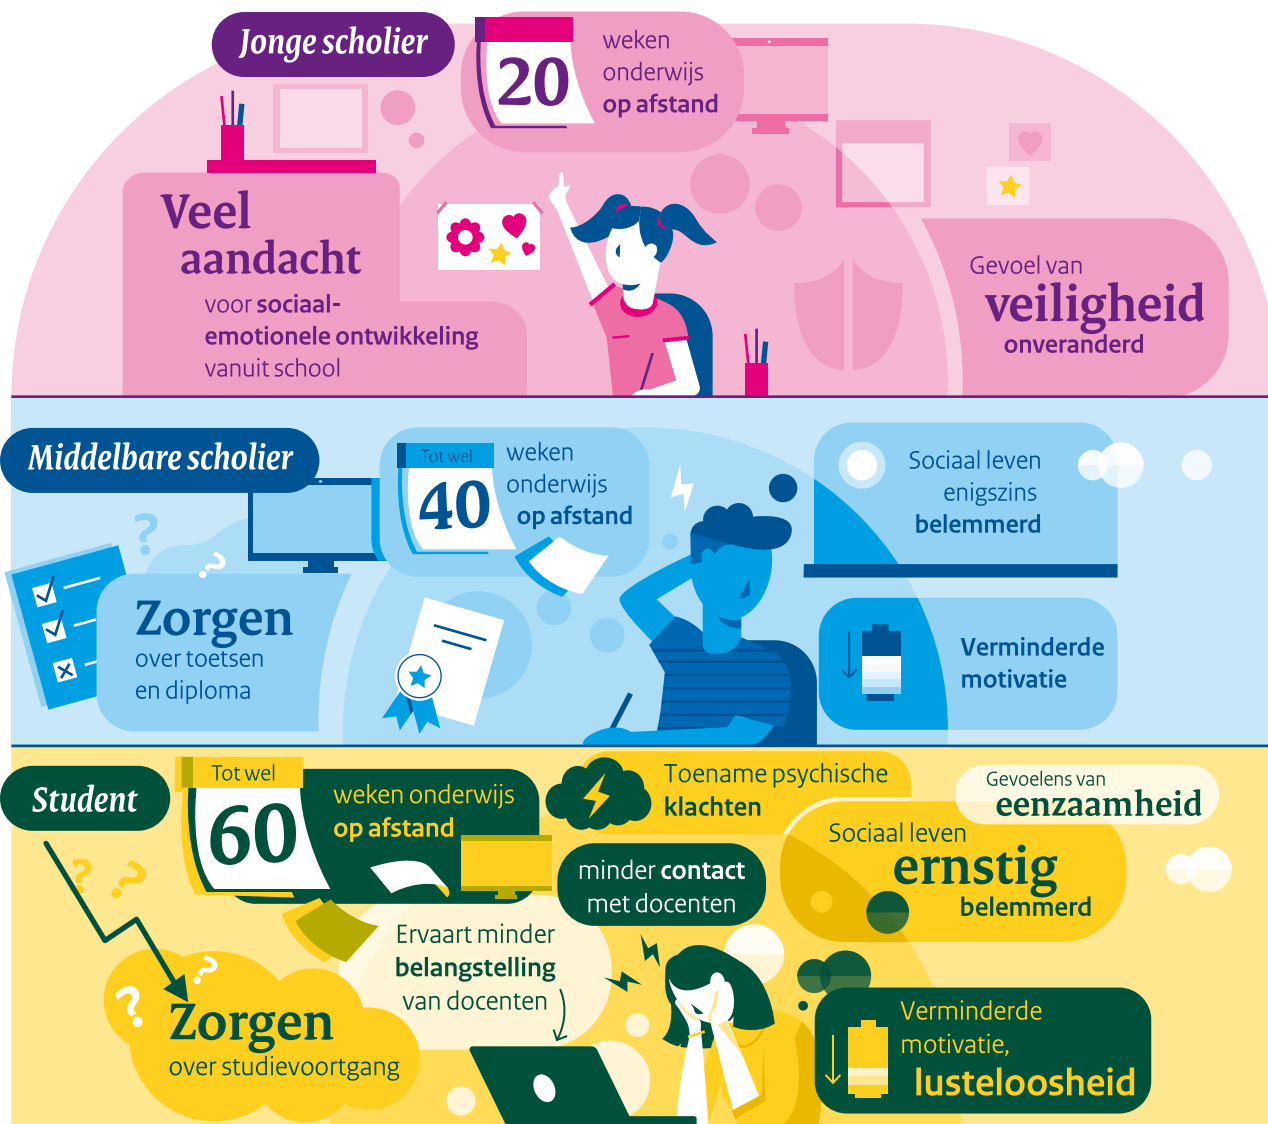 Jonge scholier
20
weken
onderwijs
op afstand
Veel
aandacht
voor sociaal-
emotionele ontwikkeling
vanuit school
Gevoel van
veiligheid
onveranderd
Middelbare scholier
Tot wel
40
weken
onderwijs
op afstand
Sociaal leven
enigszins
belemmerd
?
?
Zorgen
over toetsen
en diploma
Verminderde
motivatie
Student
Tot wel
60
weken onderwijs
op afstand
Toename psychische
klachten
Gevoelens van
eenzaamheid
Sociaal leven
ernstig
belemmerd
minder contact
met docenten
?
?
Ervaart minder
belangstelling
van docenten
?
?
Zorgen
over studievoortgang
Verminderde
motivatie,
lusteloosheid